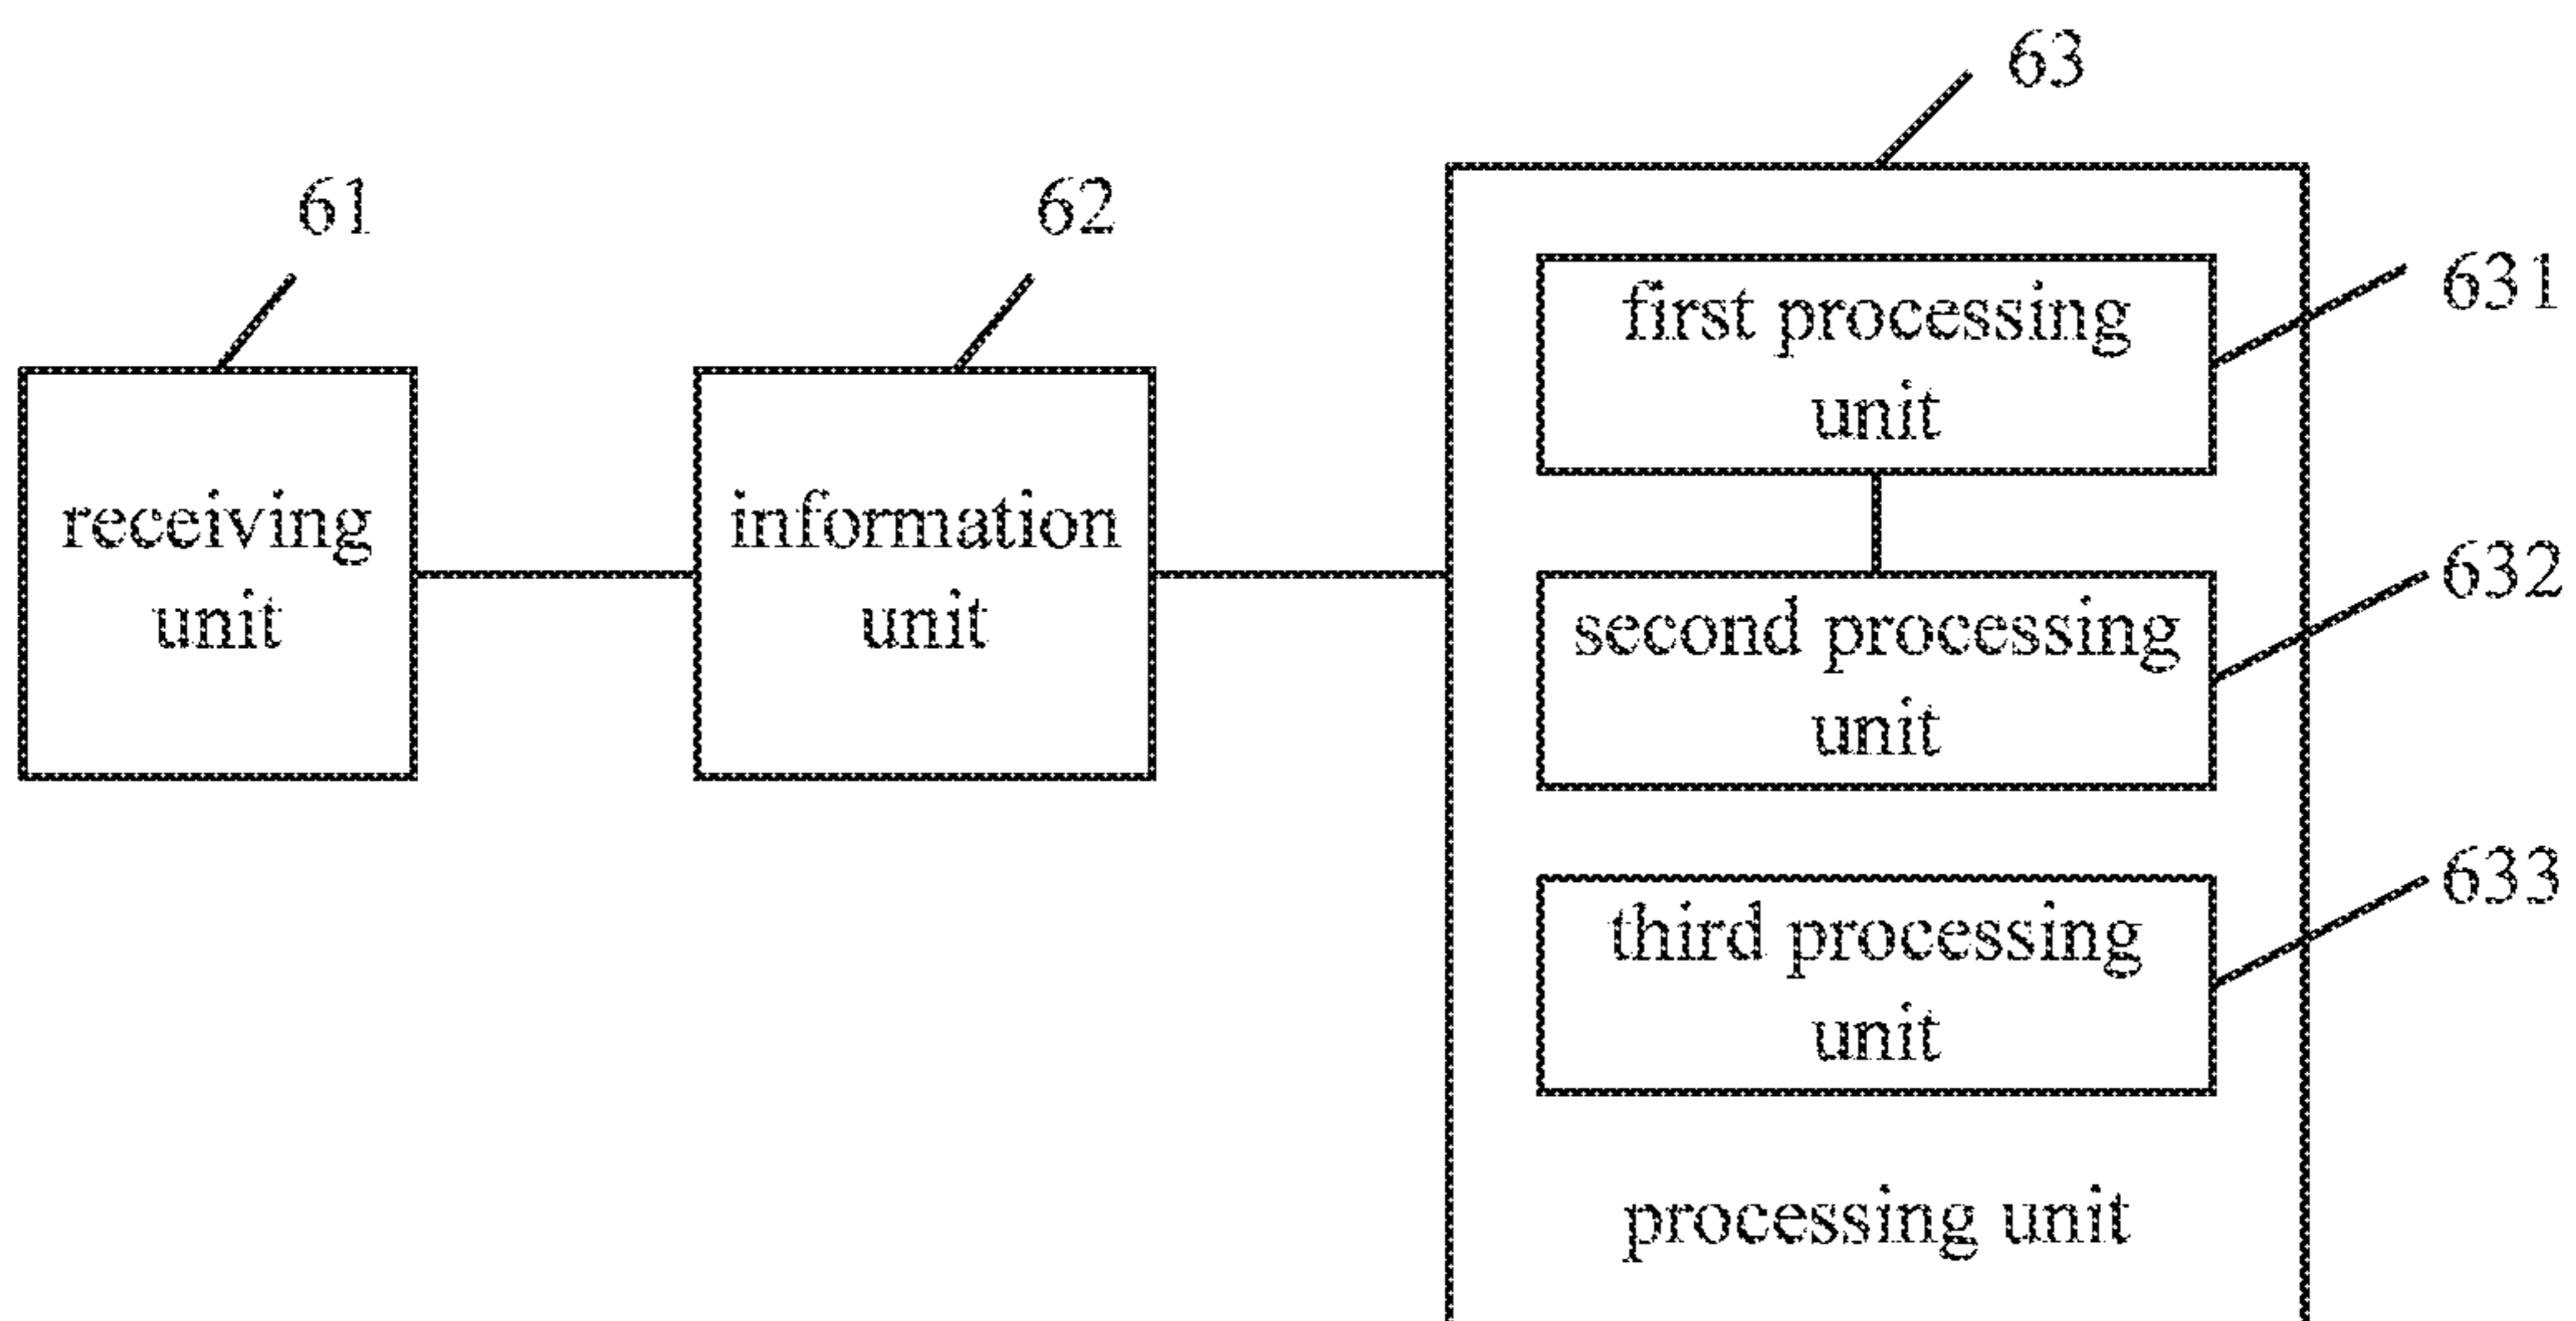 63
61
62
631
first processing
unit
receiving
unit
information
unit
632
second processing
unit
633
third processing
unit
processing unit